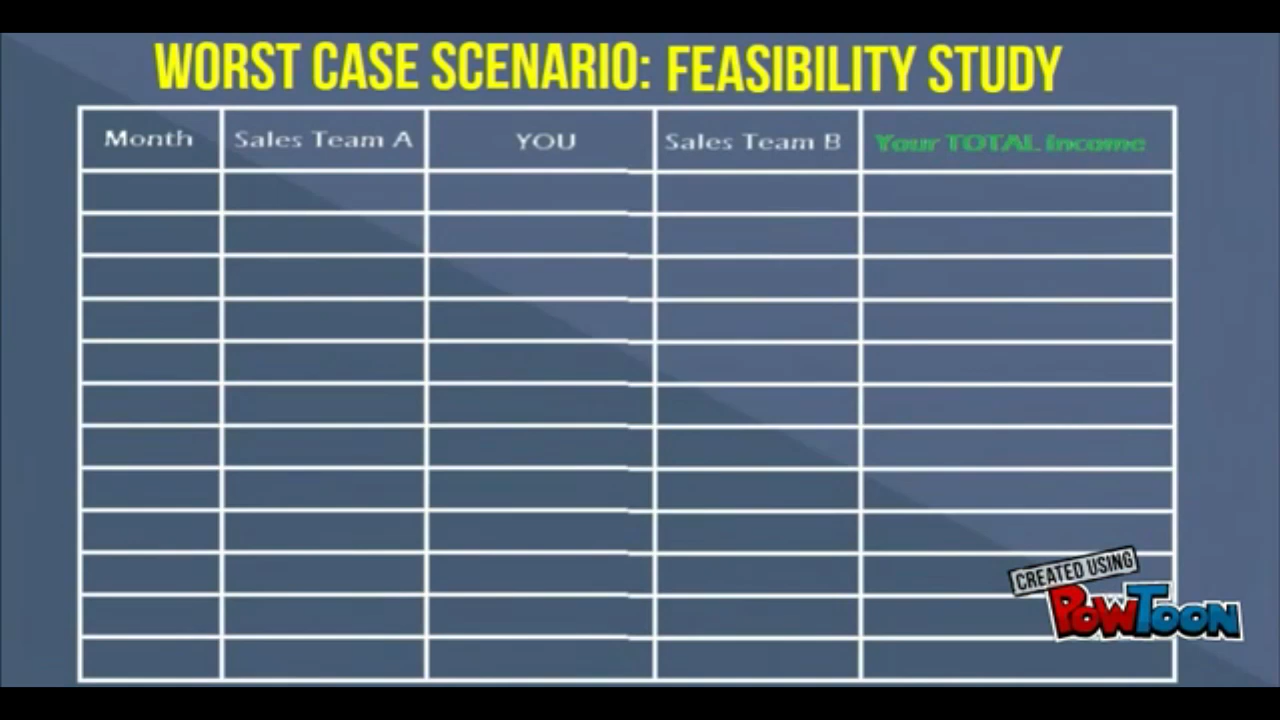 WORST CASE SCENARIO: FEASIBILITY STUDY
Month Sales Team A YOU Sales Team B Your TOTAL income
CREATED USING
POWTOON